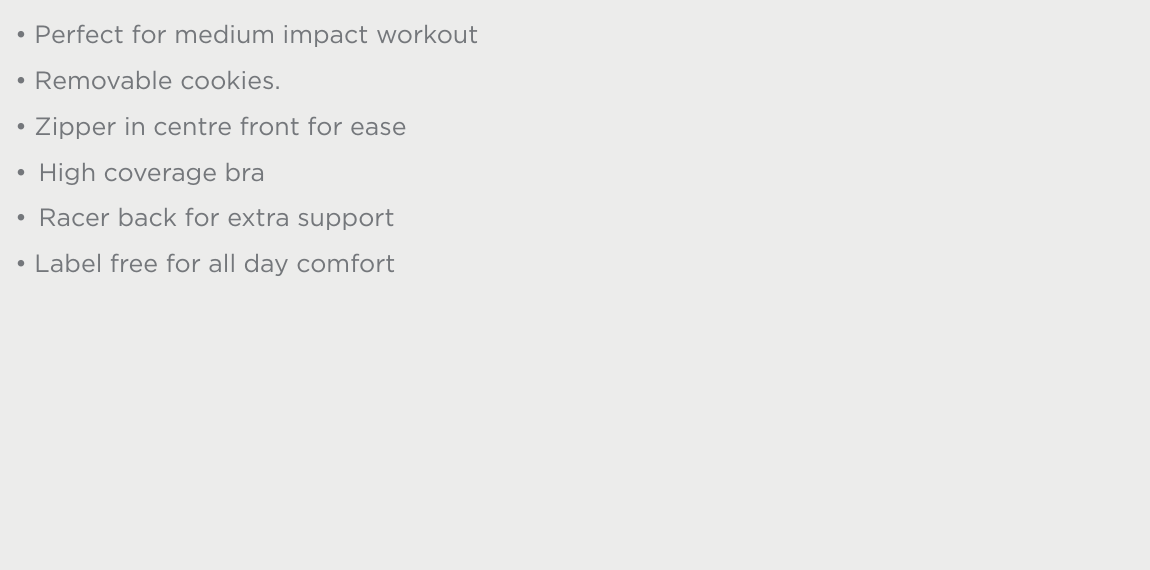 • Perfect for medium impact workout
• Removable cookies.
• Zipper in centre front for ease
• High coverage bra
• Racer back for extra support
• Label free for all day comfort